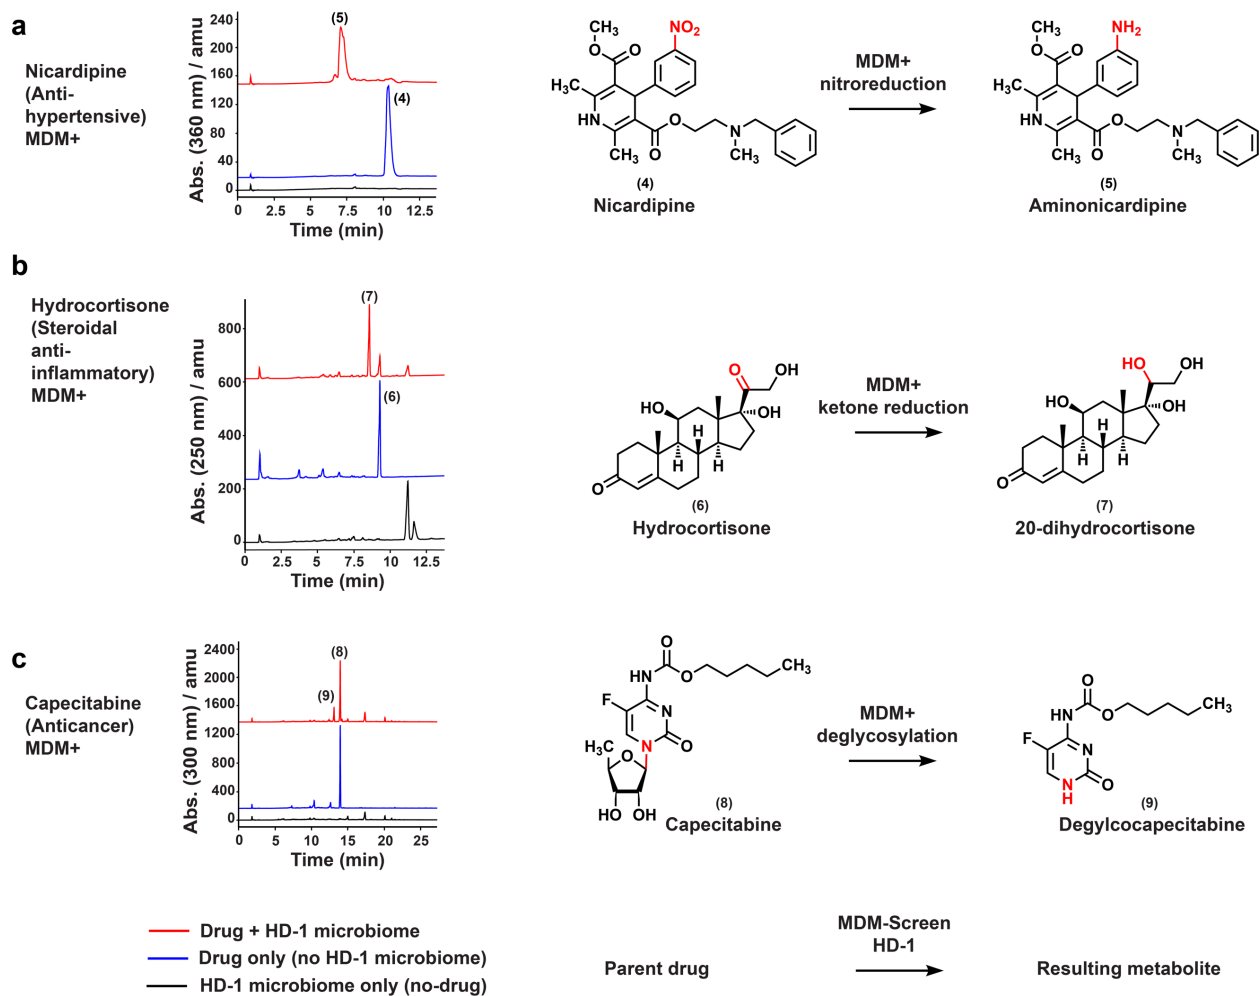 a
Nicardipine
(Anti-
hypertensive)
MDM+
Abs. (360 nm) / amu
240
200
160
120
80
40
0
0 2.5 5 7.5 10 12.5
Time (min)
(5)
(4)
CH₃
O
O
NO₂
H₃C
HN
CH₃
O
O
N
CH₃
(4)
Nicardipine
MDM+
nitroreduction
CH₃
O
O
NH₂
H₃C
HN
CH₃
O
O
N
CH₃
(5)
Aminonicardipine
b
Hydrocortisone
(Steroidal
anti-
inflammatory)
MDM+
Abs. (250 nm) / amu
800
600
400
200
0
0 2.5 5 7.5 10 12.5
Time (min)
(7)
(6)
O
OH
HO
OH
H
H
H
O
(6)
Hydrocortisone
MDM+
ketone reduction
HO
OH
HO
OH
H
H
H
O
(7)
20-dihydrocortisone
c
Capecitabine
(Anticancer)
MDM+
Abs. (300 nm) / amu
2400
2000
1600
1200
800
400
0
0 5 10 15 20 25
Time (min)
(8)
(9)
O
HN
O
CH₃
F
N
N
O
H₃C
O
HO
OH
(8)
Capecitabine
MDM+
deglycosylation
O
HN
O
CH₃
F
N
N
H
O
(9)
Degylcocapecitabine
Drug + HD-1 microbiome
Drug only (no HD-1 microbiome)
HD-1 microbiome only (no-drug)
Parent drug
MDM-Screen
HD-1
Resulting metabolite